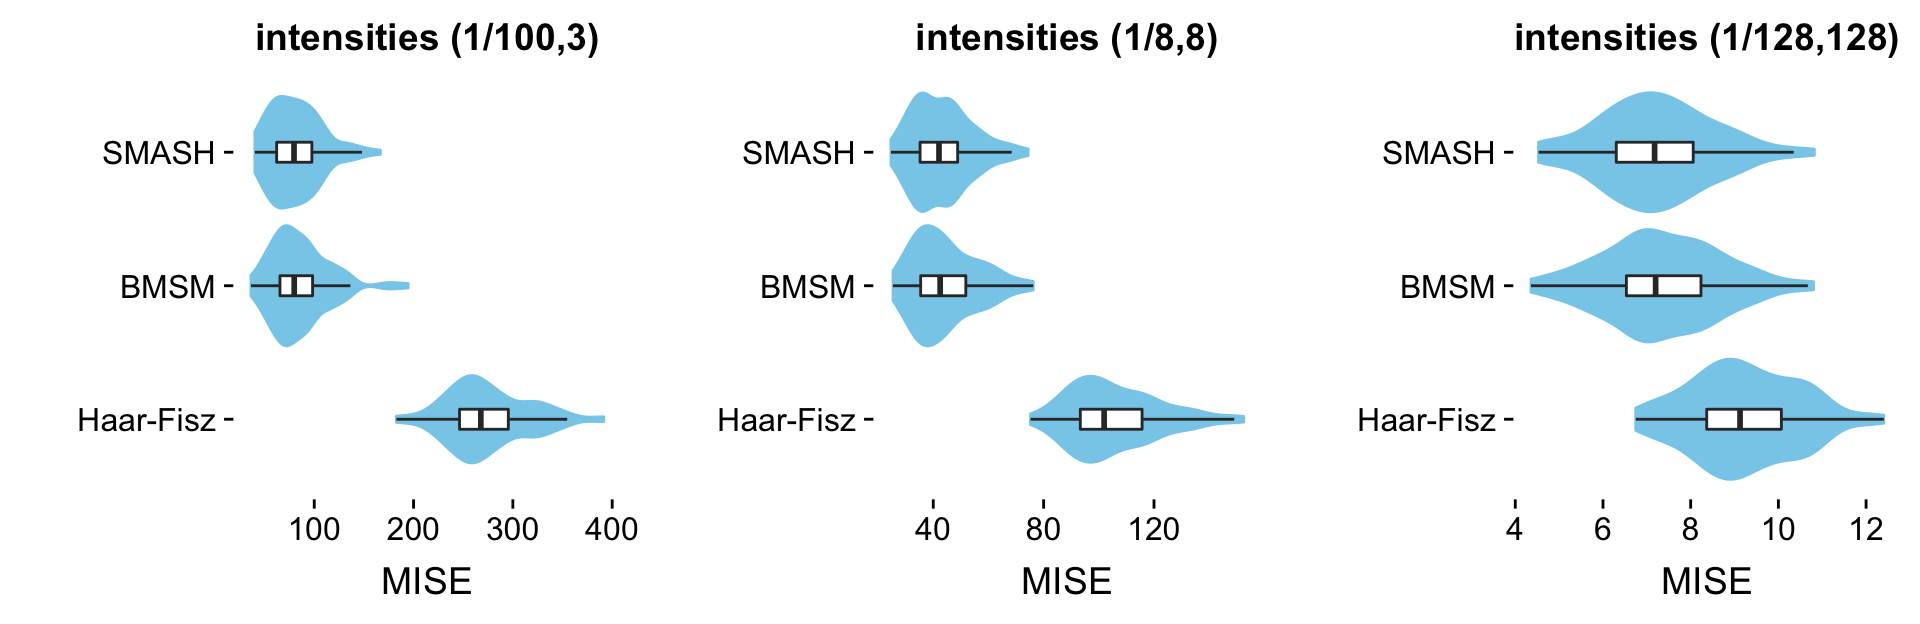 intensities (1/100,3)
SMASH
BMSM
Haar-Fisz
100 200 300 400
MISE
intensities (1/8,8)
SMASH
BMSM
Haar-Fisz
40 80 120
MISE
intensities (1/128,128)
SMASH
BMSM
Haar-Fisz
4 6 8 10 12
MISE